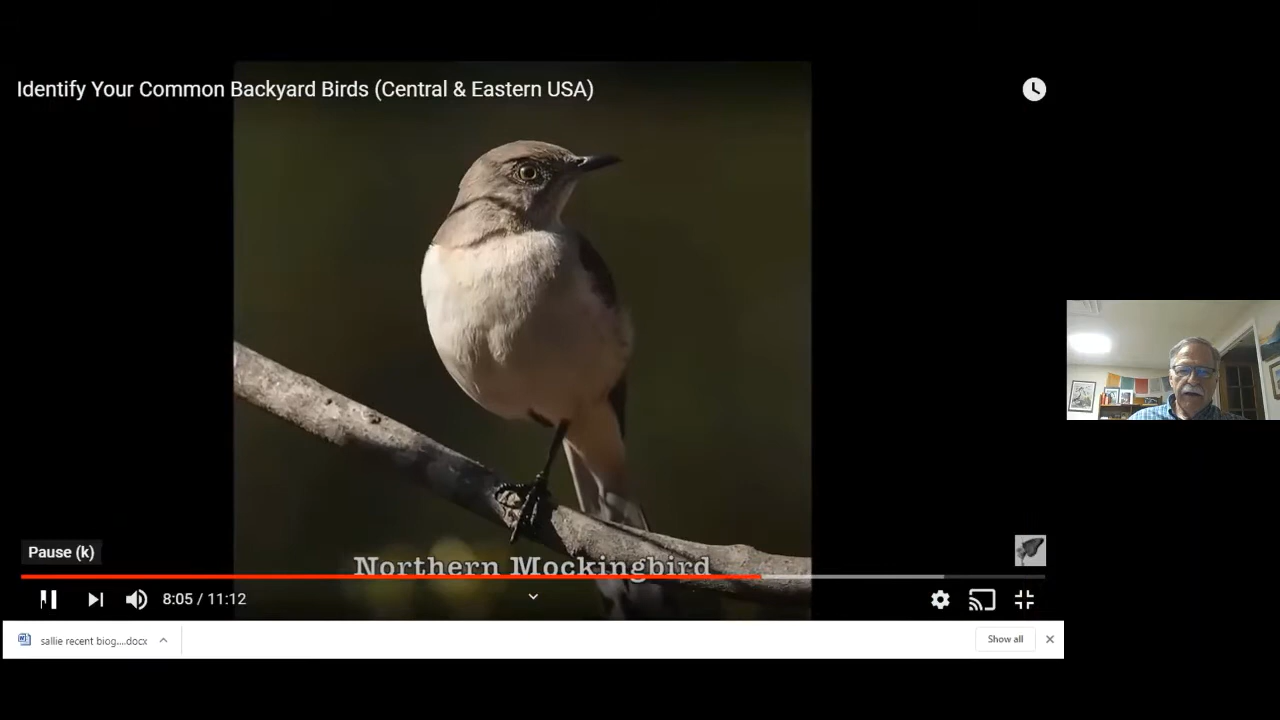 Identify Your Common Backyard Birds (Central & Eastern USA)
Pause (k)
Northern Mockingbird
8:05 / 11:12
sallie recent biog....docx
Show all